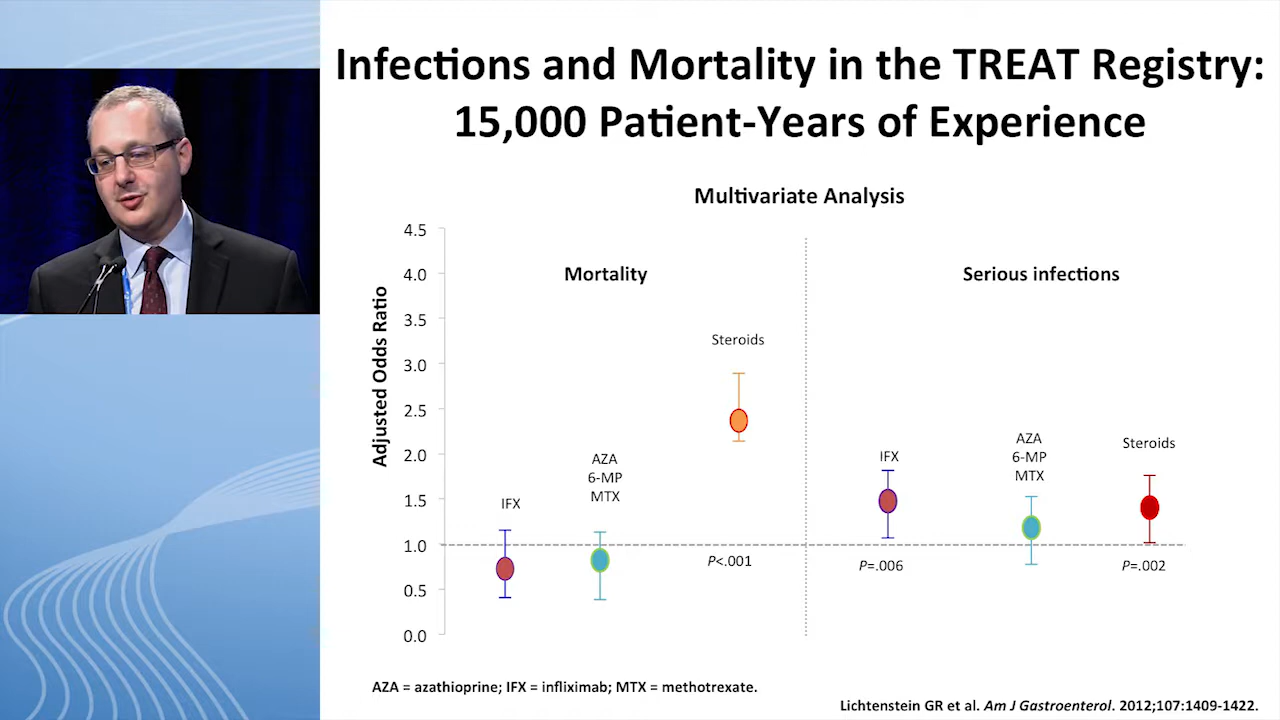 Infections and Mortality in the TREAT Registry:
15,000 Patient-Years of Experience
Multivariate Analysis
Adjusted Odds Ratio
4.5
4.0
3.5
3.0
2.5
2.0
1.5
1.0
0.5
0.0
Mortality
IFX
AZA
6-MP
MTX
Steroids
P<.001
Serious infections
IFX
P=.006
AZA
6-MP
MTX
Steroids
P=.002
AZA = azathioprine; IFX = infliximab; MTX = methotrexate.
Lichtenstein GR et al. Am J Gastroenterol. 2012;107:1409-1422.